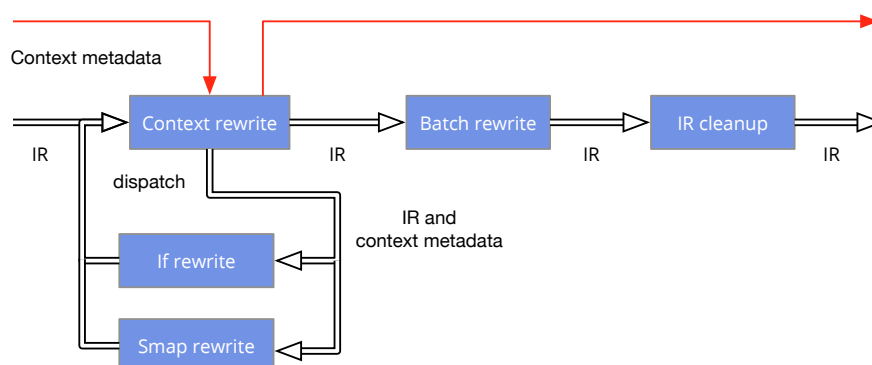 Context metadata
Context rewrite
Batch rewrite
IR cleanup
IR
IR
IR
IR
dispatch
IR and
context metadata
If rewrite
Smap rewrite